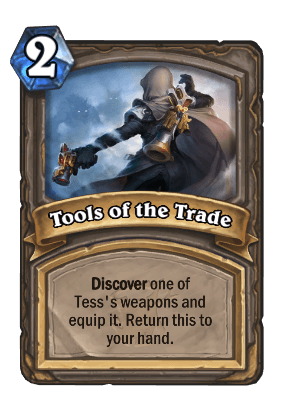 2
Tools of the Trade
Discover one of
Tess's weapons and
equip it. Return this to
your hand.